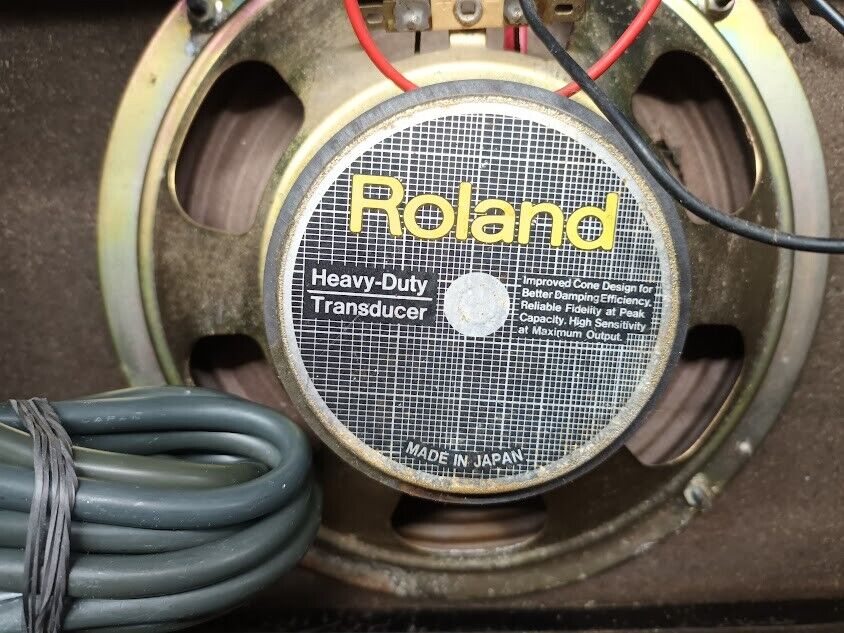 Roland
Heavy-Duty
Transducer
Improved Cone Design for
Better Damping Efficiency.
Reliable Fidelity at Peak
Capacity. High Sensitivity
at Maximum Output.
MADE IN JAPAN